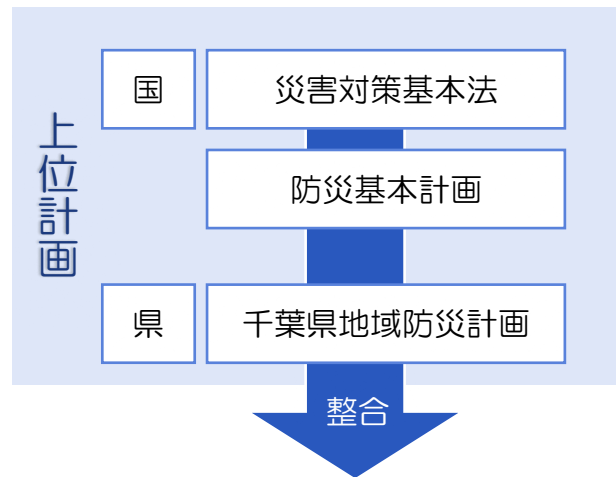 上位計画
国
災害対策基本法
防災基本計画
県
千葉県地域防災計画
整合